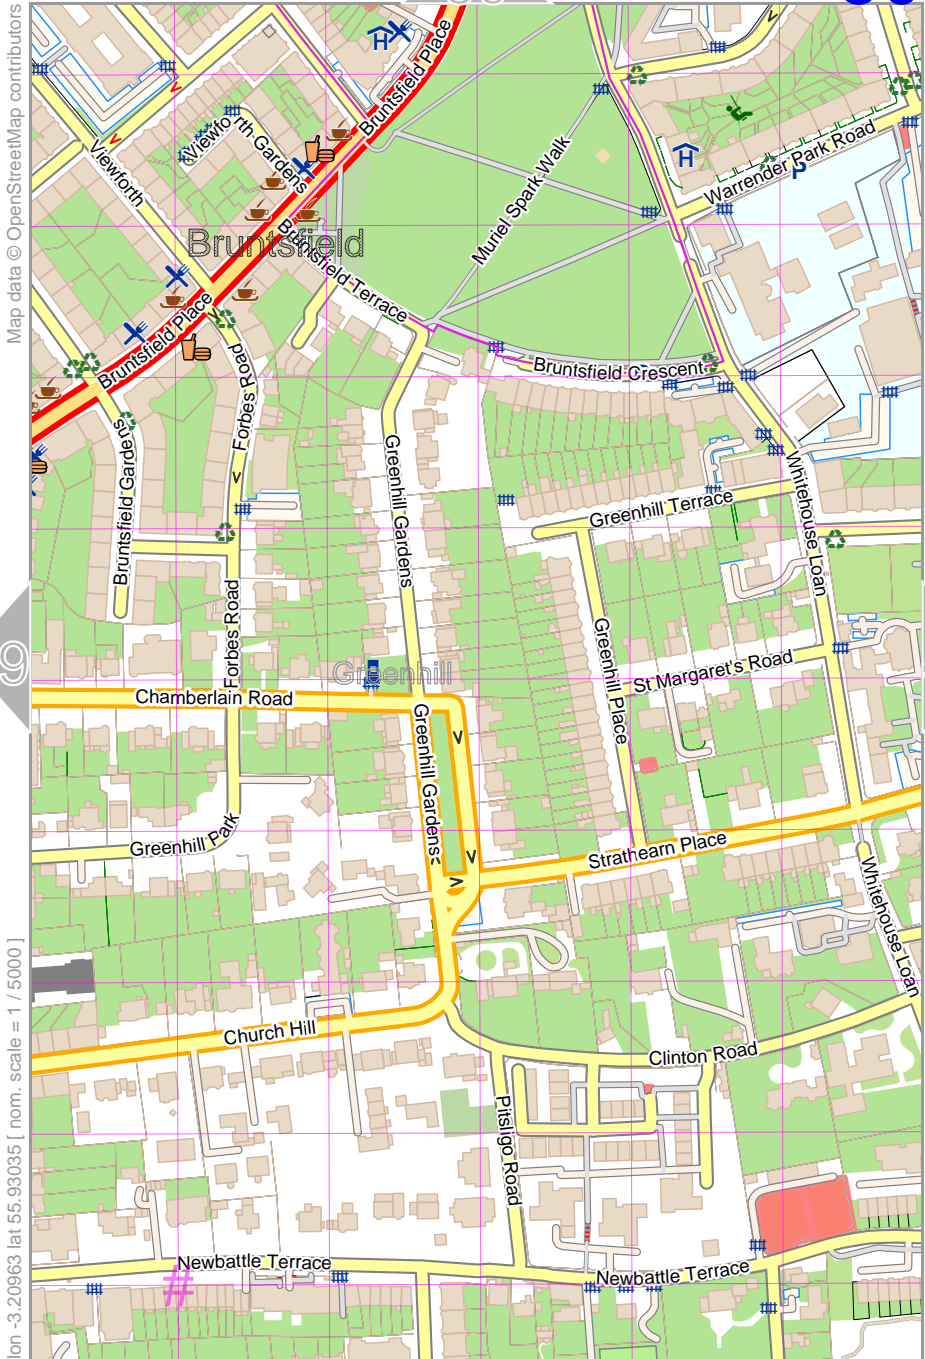 Map data © OpenStreetMap contributors
lon -3.20963 lat 55.93035 [ nom. scale = 1 / 5000 ]
9
Bruntsfield Place
Viewforth
Viewforth Gardens
Muriel Spark Walk
Warrender Park Road
P
Bruntsfield
Bruntsfield Terrace
Bruntsfield Place
Bruntsfield Crescent
Forbes Road
Bruntsfield Gardens
Greenhill Gardens
Greenhill Terrace
Whitehouse Loan
Forbes Road
Greenhill Place
St Margaret's Road
Greenhill
Chamberlain Road
Greenhill Gardens
Greenhill Park
Strathearn Place
Whitehouse Loan
Church Hill
Clinton Road
Pitsligo Road
Newbattle Terrace
Newbattle Terrace
#